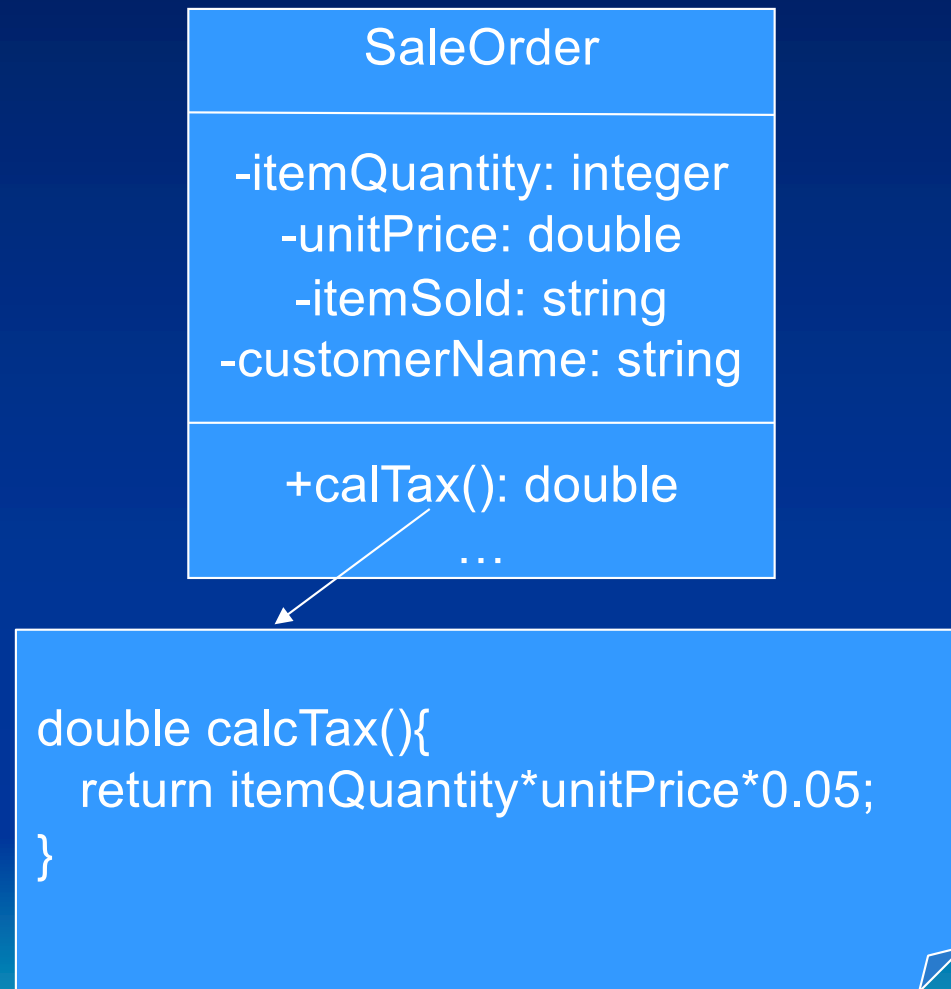 SaleOrder
-itemQuantity: integer
-unitPrice: double
-itemSold: string
-customerName: string
+calTax(): double
…
double calcTax(){
return itemQuantity*unitPrice*0.05;
}